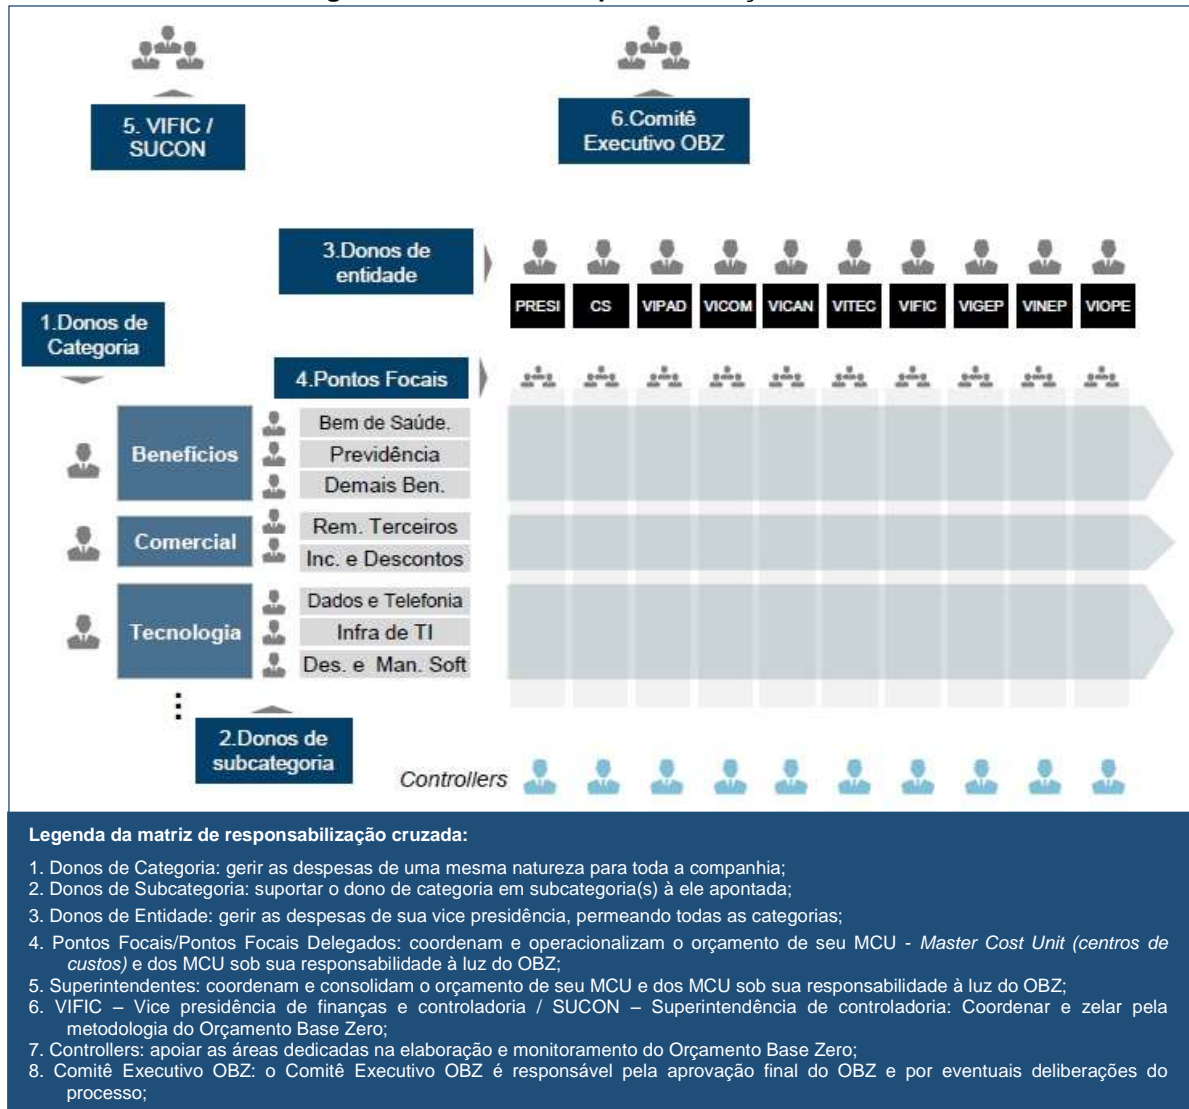 5. VIFIC /
SUCON
6.Comitê
Executivo OBZ
3.Donos de
entidade
PRESI CS VIPAD VICOM VICAN VITEC VIFIC VIGEP VINEP VIOPE
1.Donos de
Categoria
4.Pontos Focais
Benefícios
Bem de Saúde.
Previdência
Demais Ben.
Comercial
Rem. Terceiros
Inc. e Descontos
Tecnologia
Dados e Telefonia
Infra de TI
Des. e Man. Soft
2.Donos de
subcategoria
Controllers
Legenda da matriz de responsabilização cruzada:
1. Donos de Categoria: gerir as despesas de uma mesma natureza para toda a companhia;
2. Donos de Subcategoria: suportar o dono de categoria em subcategoria(s) à ele apontada;
3. Donos de Entidade: gerir as despesas de sua vice presidência, permeando todas as categorias;
4. Pontos Focais/Pontos Focais Delegados: coordenam e operacionalizam o orçamento de seu MCU - Master Cost Unit (centros de
custos) e dos MCU sob sua responsabilidade à luz do OBZ;
5. Superintendentes: coordenam e consolidam o orçamento de seu MCU e dos MCU sob sua responsabilidade à luz do OBZ;
6. VIFIC – Vice presidência de finanças e controladoria / SUCON – Superintendência de controladoria: Coordenar e zelar pela
metodologia do Orçamento Base Zero;
7. Controllers: apoiar as áreas dedicadas na elaboração e monitoramento do Orçamento Base Zero;
8. Comitê Executivo OBZ: o Comitê Executivo OBZ é responsável pela aprovação final do OBZ e por eventuais deliberações do
processo;